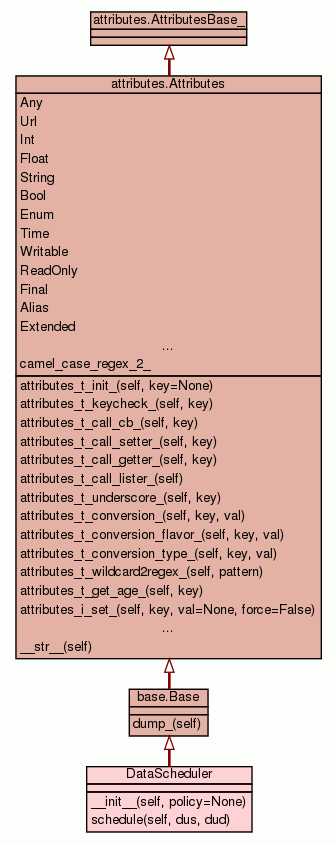 attributes.AttributesBase_
attributes.Attributes
Any
Url
Int
Float
String
Bool
Enum
Time
Writable
ReadOnly
Final
Alias
Extended
...
camel_case_regex_2_
attributes_t_init_(self, key=None)
attributes_t_keycheck_(self, key)
attributes_t_call_cb_(self, key)
attributes_t_call_setter_(self, key)
attributes_t_call_getter_(self, key)
attributes_t_call_lister_(self)
attributes_t_underscore_(self, key)
attributes_t_conversion_(self, key, val)
attributes_t_conversion_flavor_(self, key, val)
attributes_t_conversion_type_(self, key, val)
attributes_t_wildcard2regex_(self, pattern)
attributes_t_get_age_(self, key)
attributes_i_set_(self, key, val=None, force=False)
...
__str__(self)
base.Base
dump_(self)
DataScheduler
__init__(self, policy=None)
schedule(self, dus, dud)